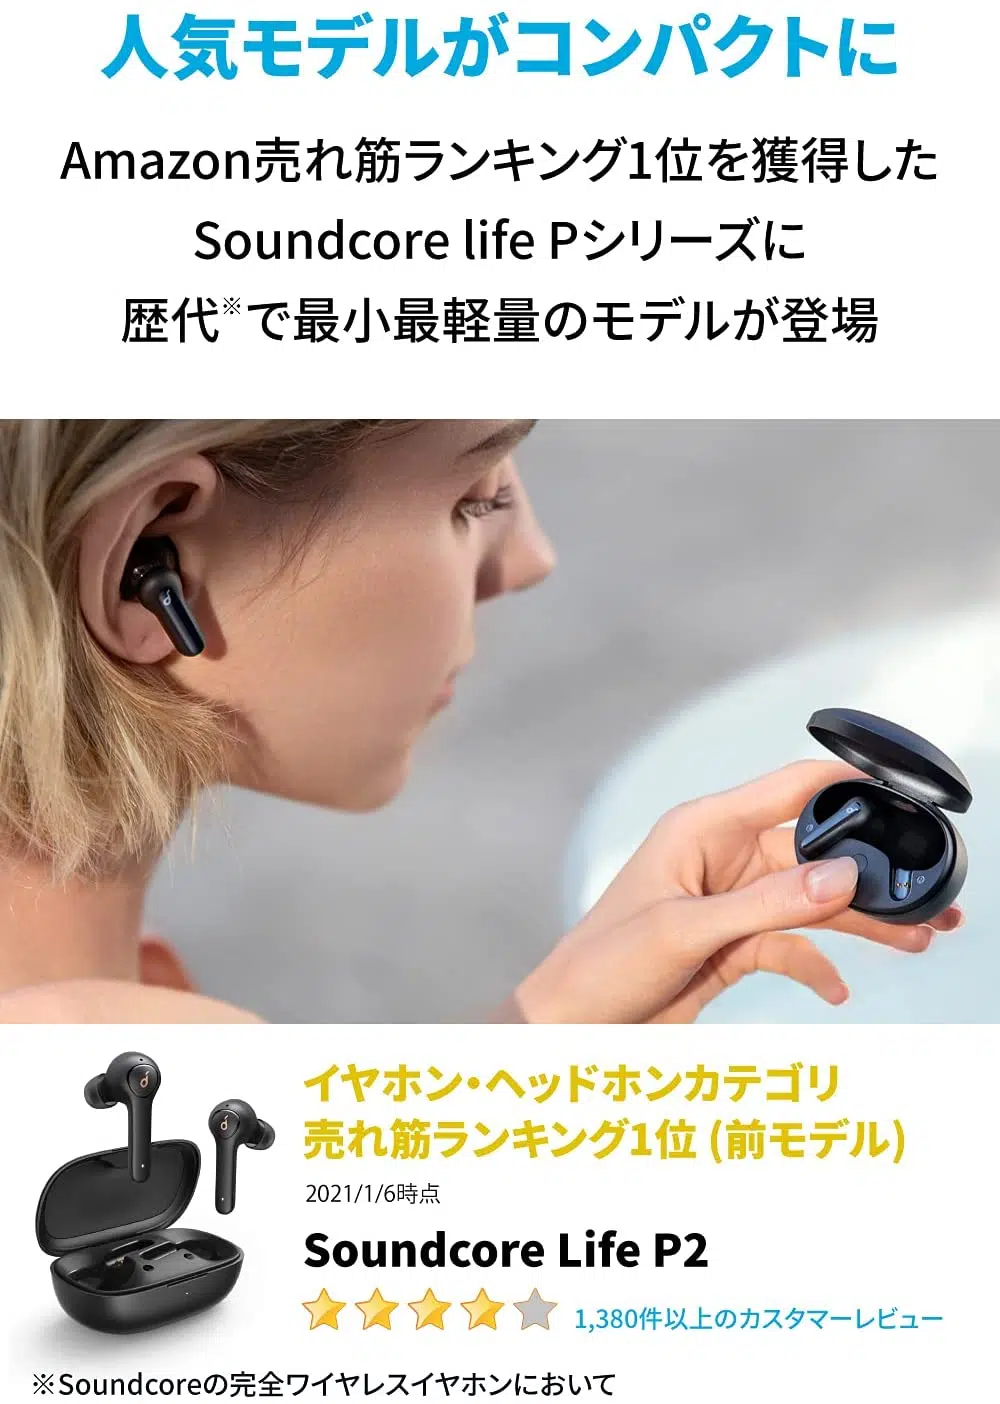 人気モデルがコンパクトに
Amazon売れ筋ランキング1位を獲得した
Soundcore life Pシリーズに
歴代※で最小最軽量のモデルが登場
イヤホン・ヘッドホンカテゴリ
売れ筋ランキング1位 (前モデル)
2021/1/6時点
Soundcore Life P2
1,380件以上のカスタマーレビュー
※Soundcoreの完全ワイヤレスイヤホンにおいて